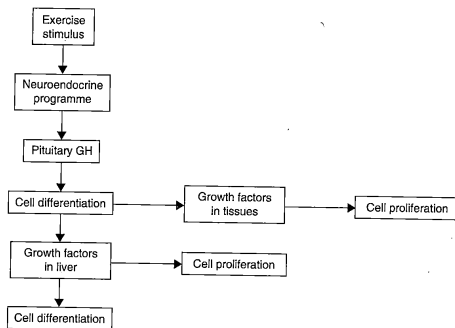 Exercise
stimulus
Neuroendocrine
programme
Pituitary GH
Cell differentiation
Growth factors
in tissues
Cell proliferation
Growth factors
in liver
Cell proliferation
Cell differentiation